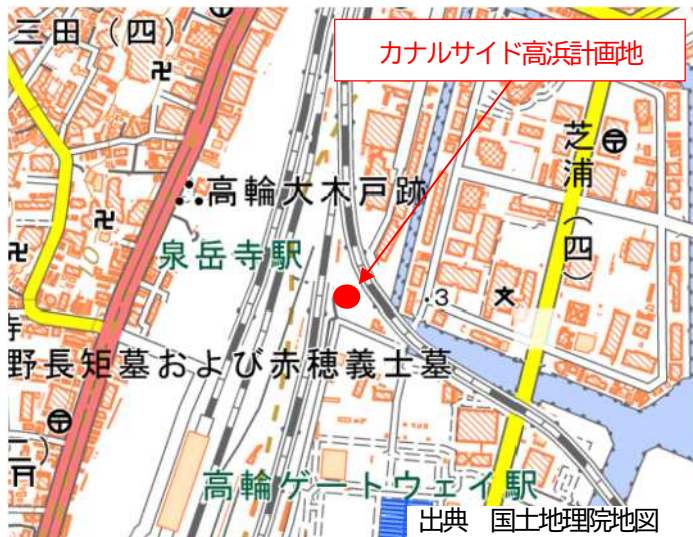 三田（四）
カナルサイド高浜計画地
芝浦（四）
高輪大木戸跡
泉岳寺駅
・3
文
寺
野長矩墓および赤穂義士墓
高輪ゲートウェイ駅
出典　国土地理院地図